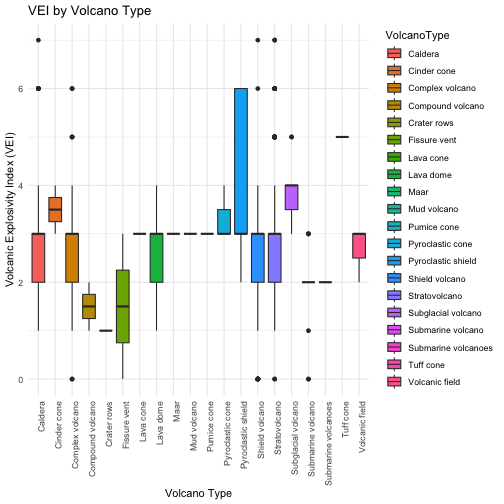 VEI by Volcano Type
Volcanic Explosivity Index (VEI)
6
4
2
0
Caldera
Cinder cone
Complex volcano
Compound volcano
Crater rows
Fissure vent
Lava cone
Lava dome
Maar
Mud volcano
Pumice cone
Pyroclastic cone
Pyroclastic shield
Shield volcano
Stratovolcano
Subglacial volcano
Submarine volcano
Submarine volcanoes
Tuff cone
Volcanic field
Volcano Type
VolcanoType
Caldera
Cinder cone
Complex volcano
Compound volcano
Crater rows
Fissure vent
Lava cone
Lava dome
Maar
Mud volcano
Pumice cone
Pyroclastic cone
Pyroclastic shield
Shield volcano
Stratovolcano
Subglacial volcano
Submarine volcano
Submarine volcanoes
Tuff cone
Volcanic field